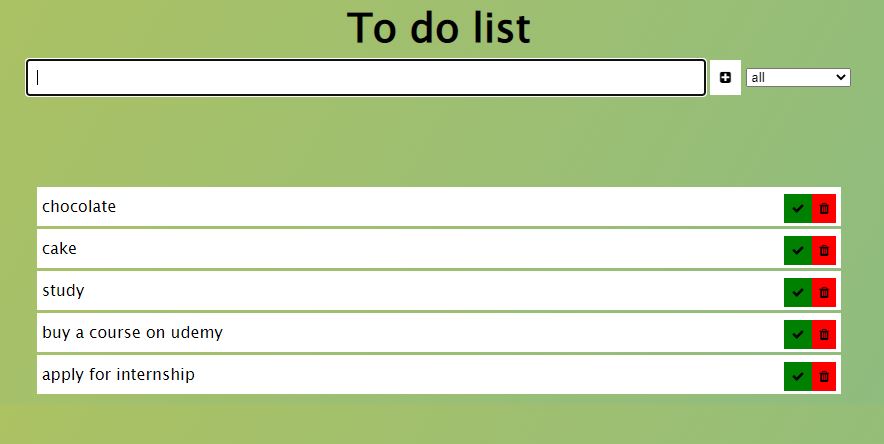 To do list
all
chocolate
cake
study
buy a course on udemy
apply for internship